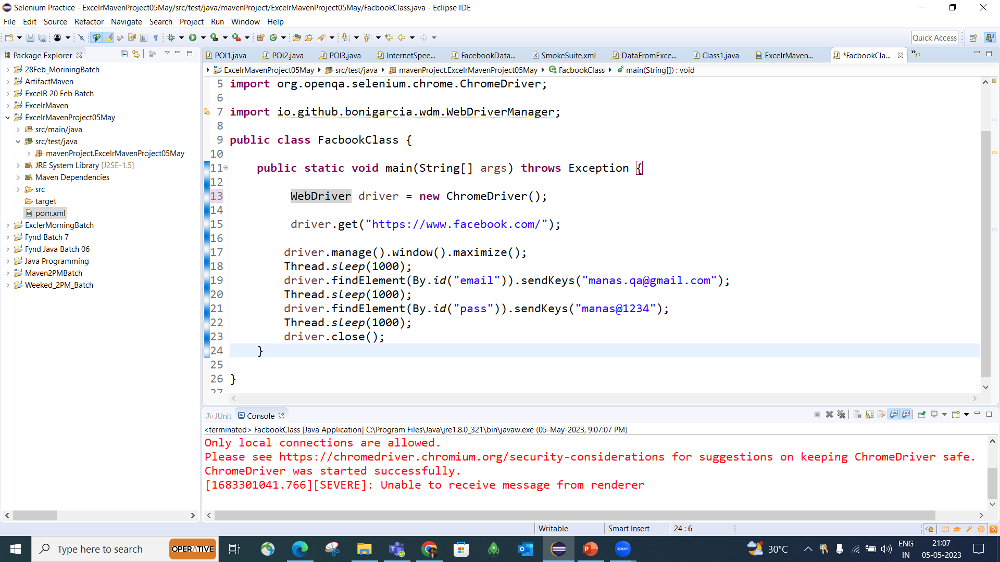 Selenium Practice - ExcelrMavenProject05May/src/test/java/mavenProject/ExcelrMavenProject05May/FacbookClass.java - Eclipse IDE
File Edit Source Refactor Navigate Search Project Run Window Help
Quick Access
Package Explorer
28Feb_MoriningBatch
ArtifactMaven
ExcelR 20 Feb Batch
ExcelrMaven
ExcelrMavenProject05May
src/main/java
src/test/java
mavenProject.ExcelrMavenProject05May
JRE System Library [J2SE-1.5]
Maven Dependencies
src
target
pom.xml
ExclerMorningBatch
Fynd Batch 7
Fynd Java Batch 06
Java Programming
Maven2PMBatch
Weeked_2PM_Batch
POI1.java POI2.java POI3.java InternetSpee... FacebookData... SmokeSuite.xml DataFromExce... Class1.java ExcelrMaven... *FacbookCla... »17
ExcelrMavenProject05May src/test/java mavenProject.ExcelrMavenProject05May FacbookClass main(String[]) : void
5 import org.openqa.selenium.chrome.ChromeDriver;
6
7 import io.github.bonigarcia.wdm.WebDriverManager;
8
9 public class FacbookClass {
10
11 public static void main(String[] args) throws Exception {
12
13 WebDriver driver = new ChromeDriver();
14
15 driver.get("https://www.facebook.com/");
16
17 driver.manage().window().maximize();
18 Thread.sleep(1000);
19 driver.findElement(By.id("email")).sendKeys("manas.qa@gmail.com");
20 Thread.sleep(1000);
21 driver.findElement(By.id("pass")).sendKeys("manas@1234");
22 Thread.sleep(1000);
23 driver.close();
24 }
25
26 }
27
JUnit Console
<terminated> FacbookClass [Java Application] C:\Program Files\Java\jre1.8.0_321\bin\javaw.exe (05-May-2023, 9:07:07 PM)
Only local connections are allowed.
Please see https://chromedriver.chromium.org/security-considerations for suggestions on keeping ChromeDriver safe.
ChromeDriver was started successfully.
[1683301041.766][SEVERE]: Unable to receive message from renderer
Writable Smart Insert 24 : 6
Type here to search
OPERATIVE
zoom
30°C
ENG
IN
21:07
05-05-2023